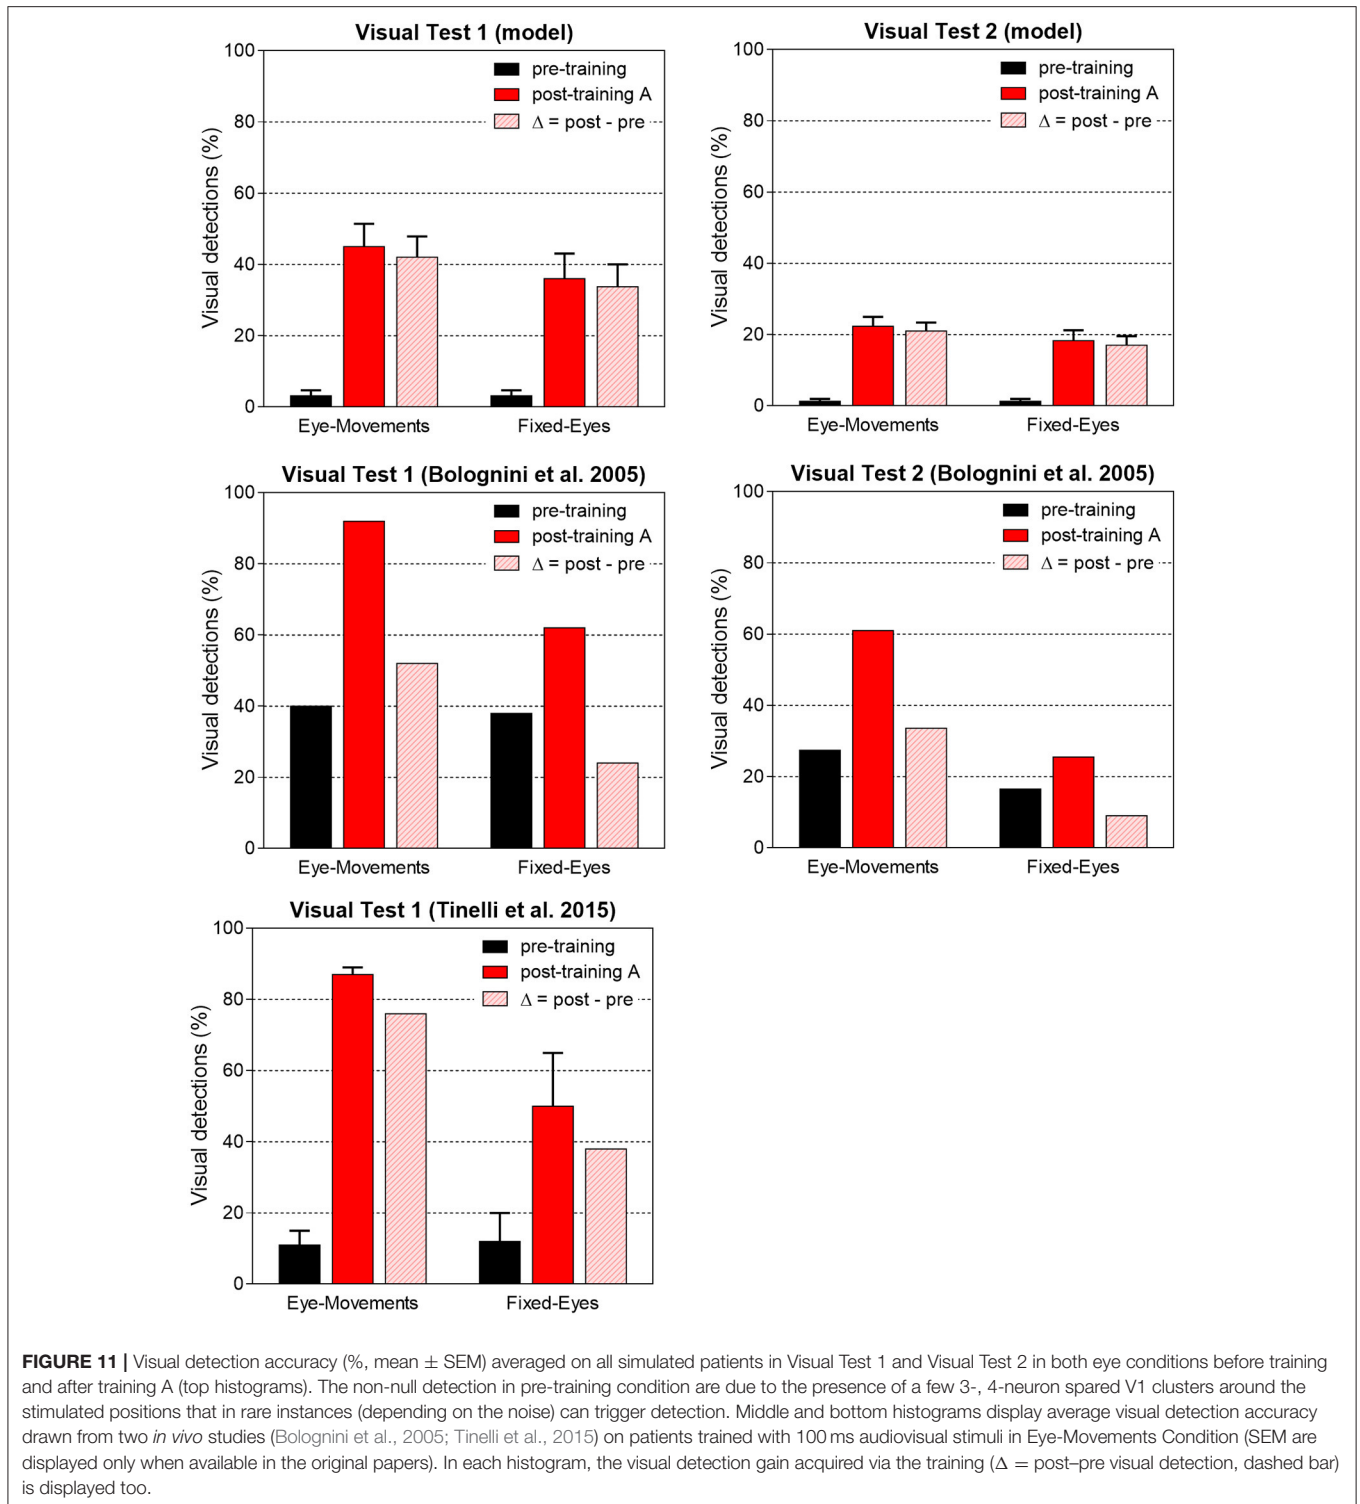 Visual Test 1 (model)
100
80
60
40
20
0
Visual detections (%)
pre-training
post-training A
Δ = post - pre
Eye-Movements
Fixed-Eyes
Visual Test 2 (model)
100
80
60
40
20
0
Visual detections (%)
pre-training
post-training A
Δ = post - pre
Eye-Movements
Fixed-Eyes
Visual Test 1 (Bolognini et al. 2005)
100
80
60
40
20
0
Visual detections (%)
pre-training
post-training A
Δ = post - pre
Eye-Movements
Fixed-Eyes
Visual Test 2 (Bolognini et al. 2005)
100
80
60
40
20
0
Visual detections (%)
pre-training
post-training A
Δ = post - pre
Eye-Movements
Fixed-Eyes
Visual Test 1 (Tinelli et al. 2015)
100
80
60
40
20
0
Visual detections (%)
pre-training
post-training A
Δ = post - pre
Eye-Movements
Fixed-Eyes
FIGURE 11 | Visual detection accuracy (%, mean ± SEM) averaged on all simulated patients in Visual Test 1 and Visual Test 2 in both eye conditions before training
and after training A (top histograms). The non-null detection in pre-training condition are due to the presence of a few 3-, 4-neuron spared V1 clusters around the
stimulated positions that in rare instances (depending on the noise) can trigger detection. Middle and bottom histograms display average visual detection accuracy
drawn from two in vivo studies (Bolognini et al., 2005; Tinelli et al., 2015) on patients trained with 100 ms audiovisual stimuli in Eye-Movements Condition (SEM are
displayed only when available in the original papers). In each histogram, the visual detection gain acquired via the training (Δ = post–pre visual detection, dashed bar)
is displayed too.